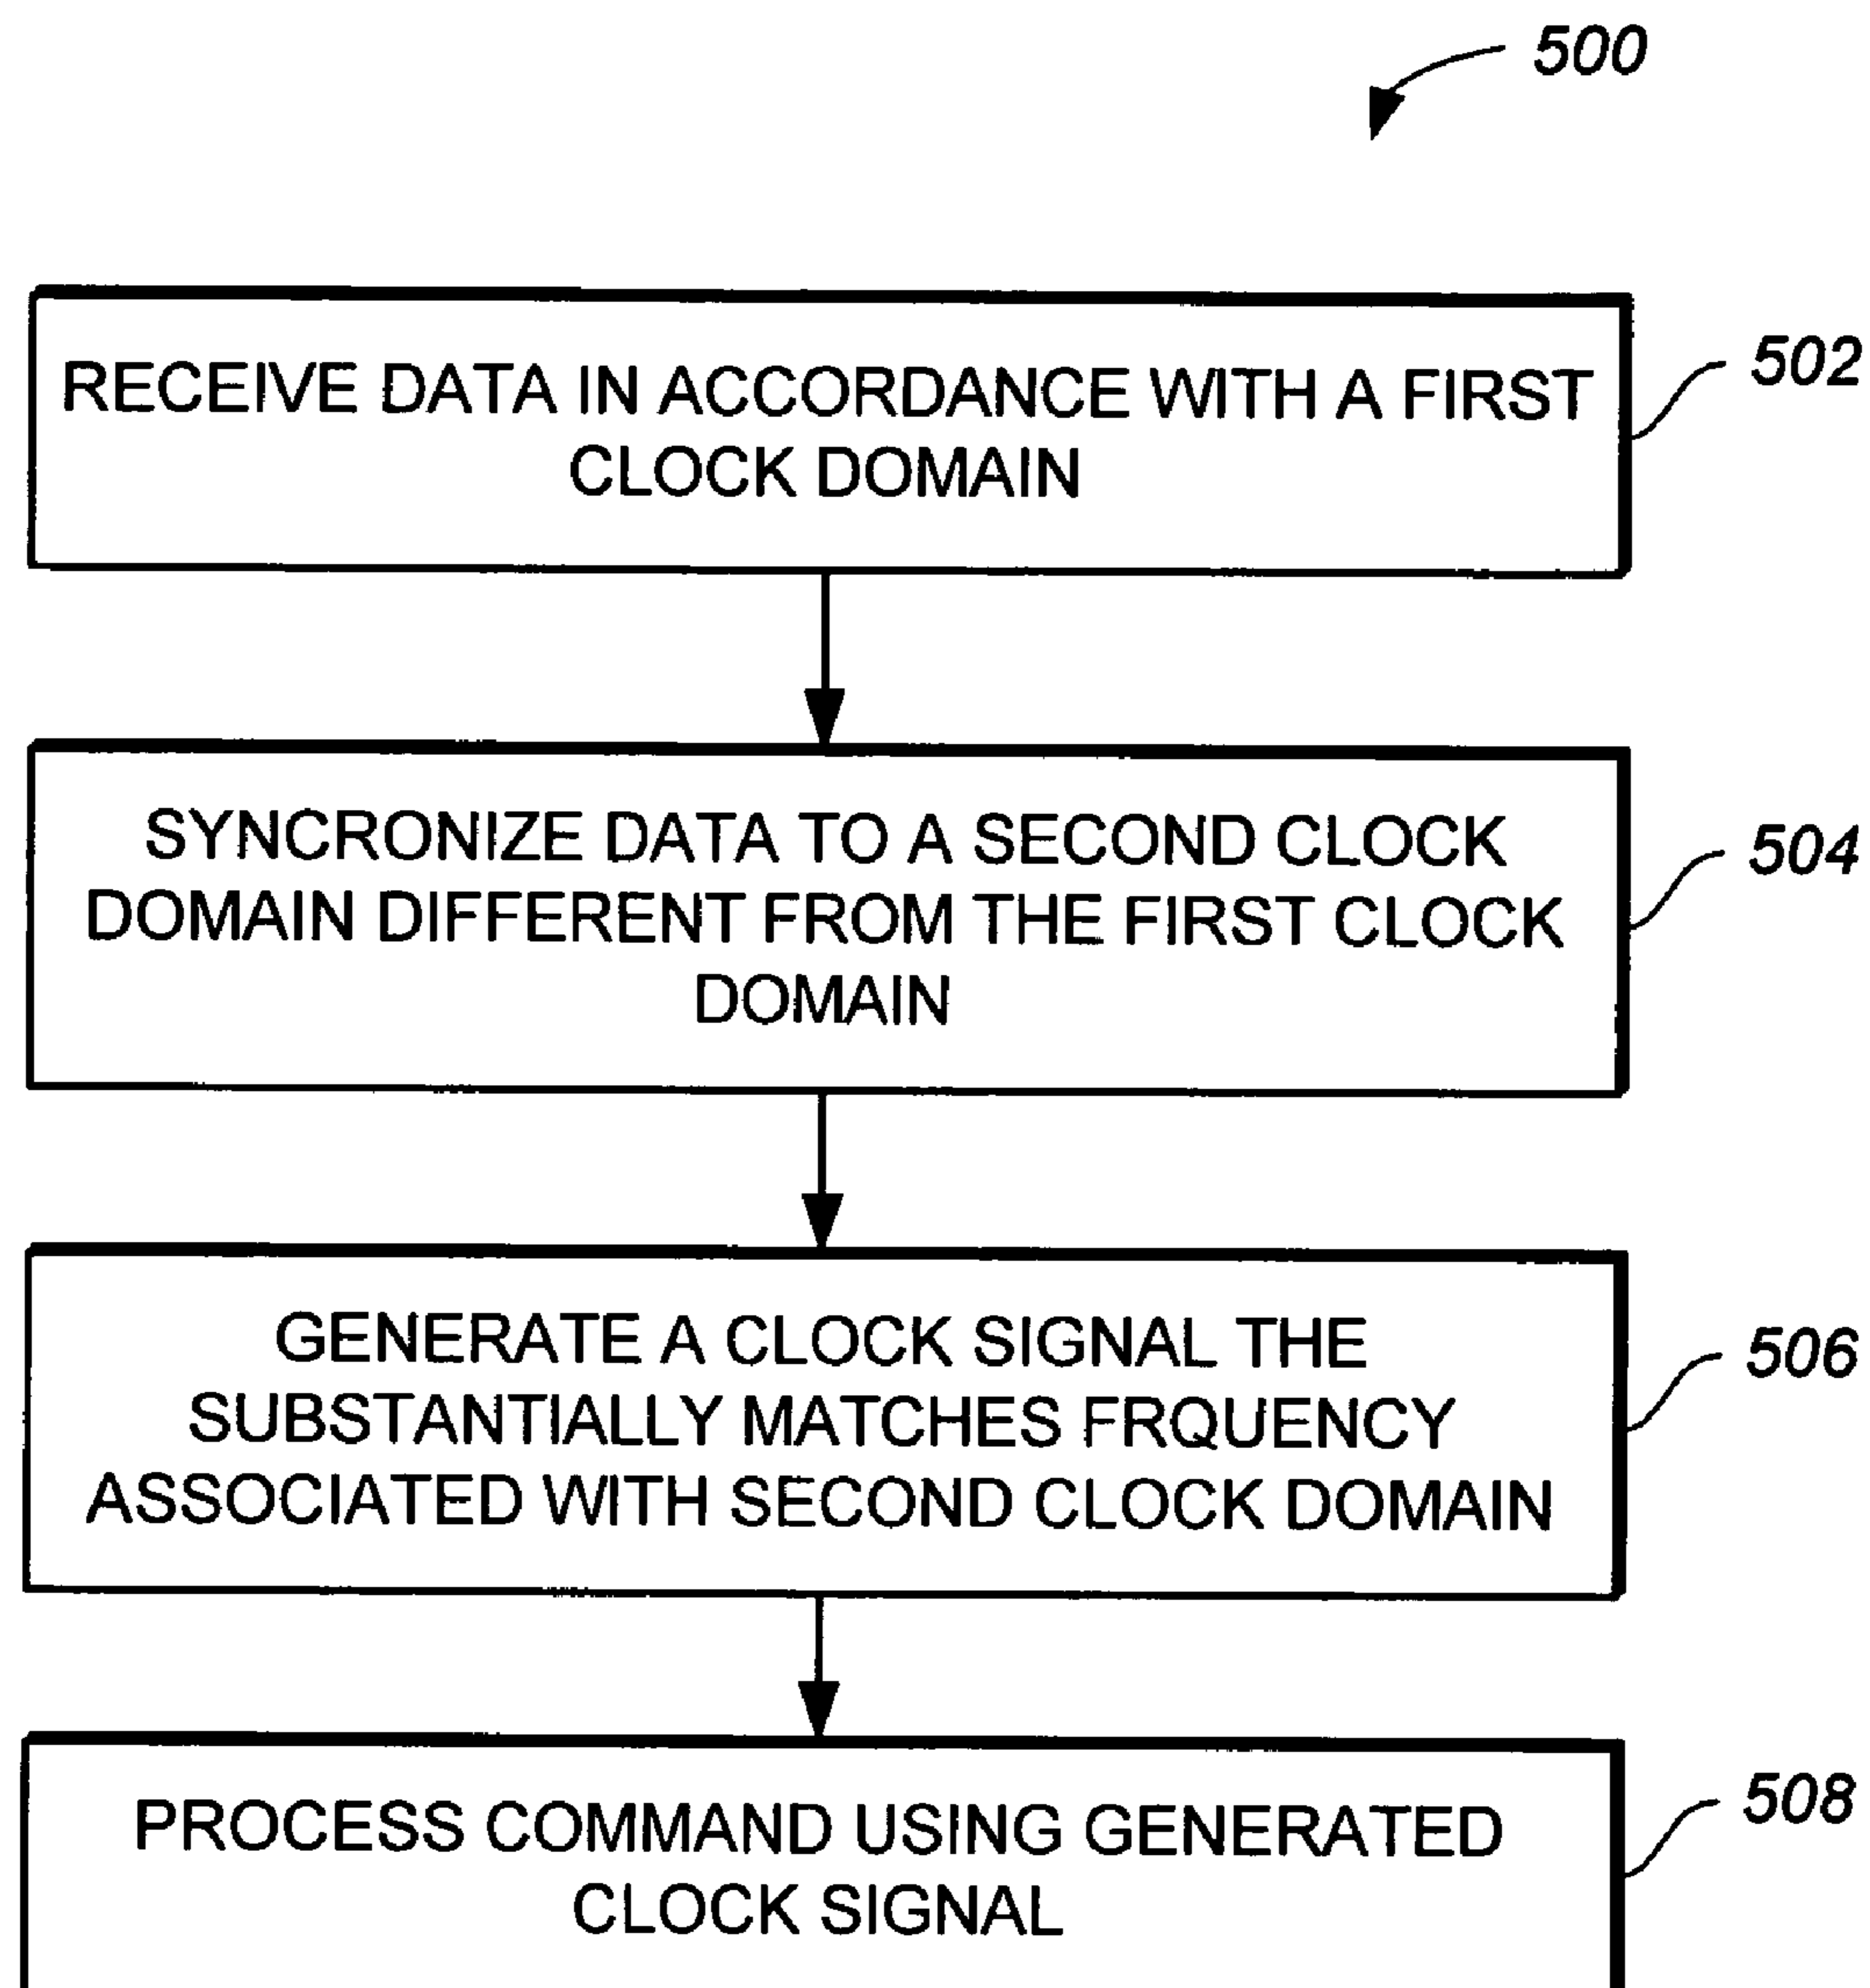 500
RECEIVE DATA IN ACCORDANCE WITH A FIRST
CLOCK DOMAIN
502
SYNCRONIZE DATA TO A SECOND CLOCK
DOMAIN DIFFERENT FROM THE FIRST CLOCK
DOMAIN
504
GENERATE A CLOCK SIGNAL THE
SUBSTANTIALLY MATCHES FRQUENCY
ASSOCIATED WITH SECOND CLOCK DOMAIN
506
PROCESS COMMAND USING GENERATED
CLOCK SIGNAL
508